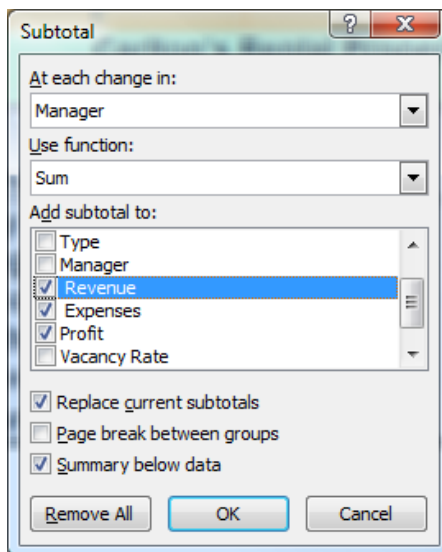 Subtotal
At each change in:
Manager
Use function:
Sum
Add subtotal to:
Type
Manager
Revenue
Expenses
Profit
Vacancy Rate
Replace current subtotals
Page break between groups
Summary below data
Remove All OK Cancel